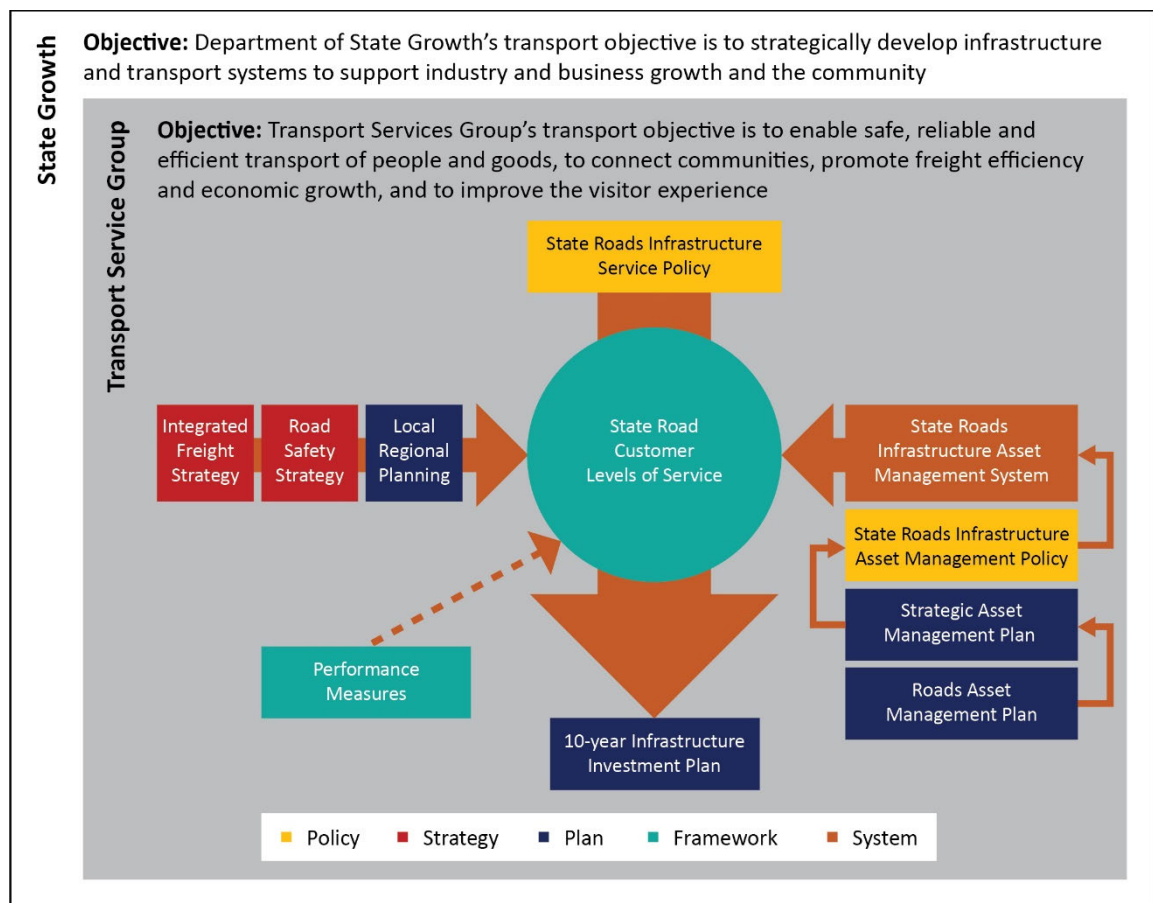 State Growth
Objective: Department of State Growth's transport objective is to strategically develop infrastructure
and transport systems to support industry and business growth and the community
Transport Service Group
Objective: Transport Services Group's transport objective is to enable safe, reliable and
efficient transport of people and goods, to connect communities, promote freight efficiency
and economic growth, and to improve the visitor experience
State Roads Infrastructure
Service Policy
Integrated
Freight
Strategy
Road
Safety
Strategy
Local
Regional
Planning
State Road
Customer
Levels of Service
State Roads
Infrastructure Asset
Management System
State Roads Infrastructure
Asset Management Policy
Strategic Asset
Management Plan
Roads Asset
Management Plan
Performance
Measures
10-year Infrastructure
Investment Plan
Policy
Strategy
Plan
Framework
System